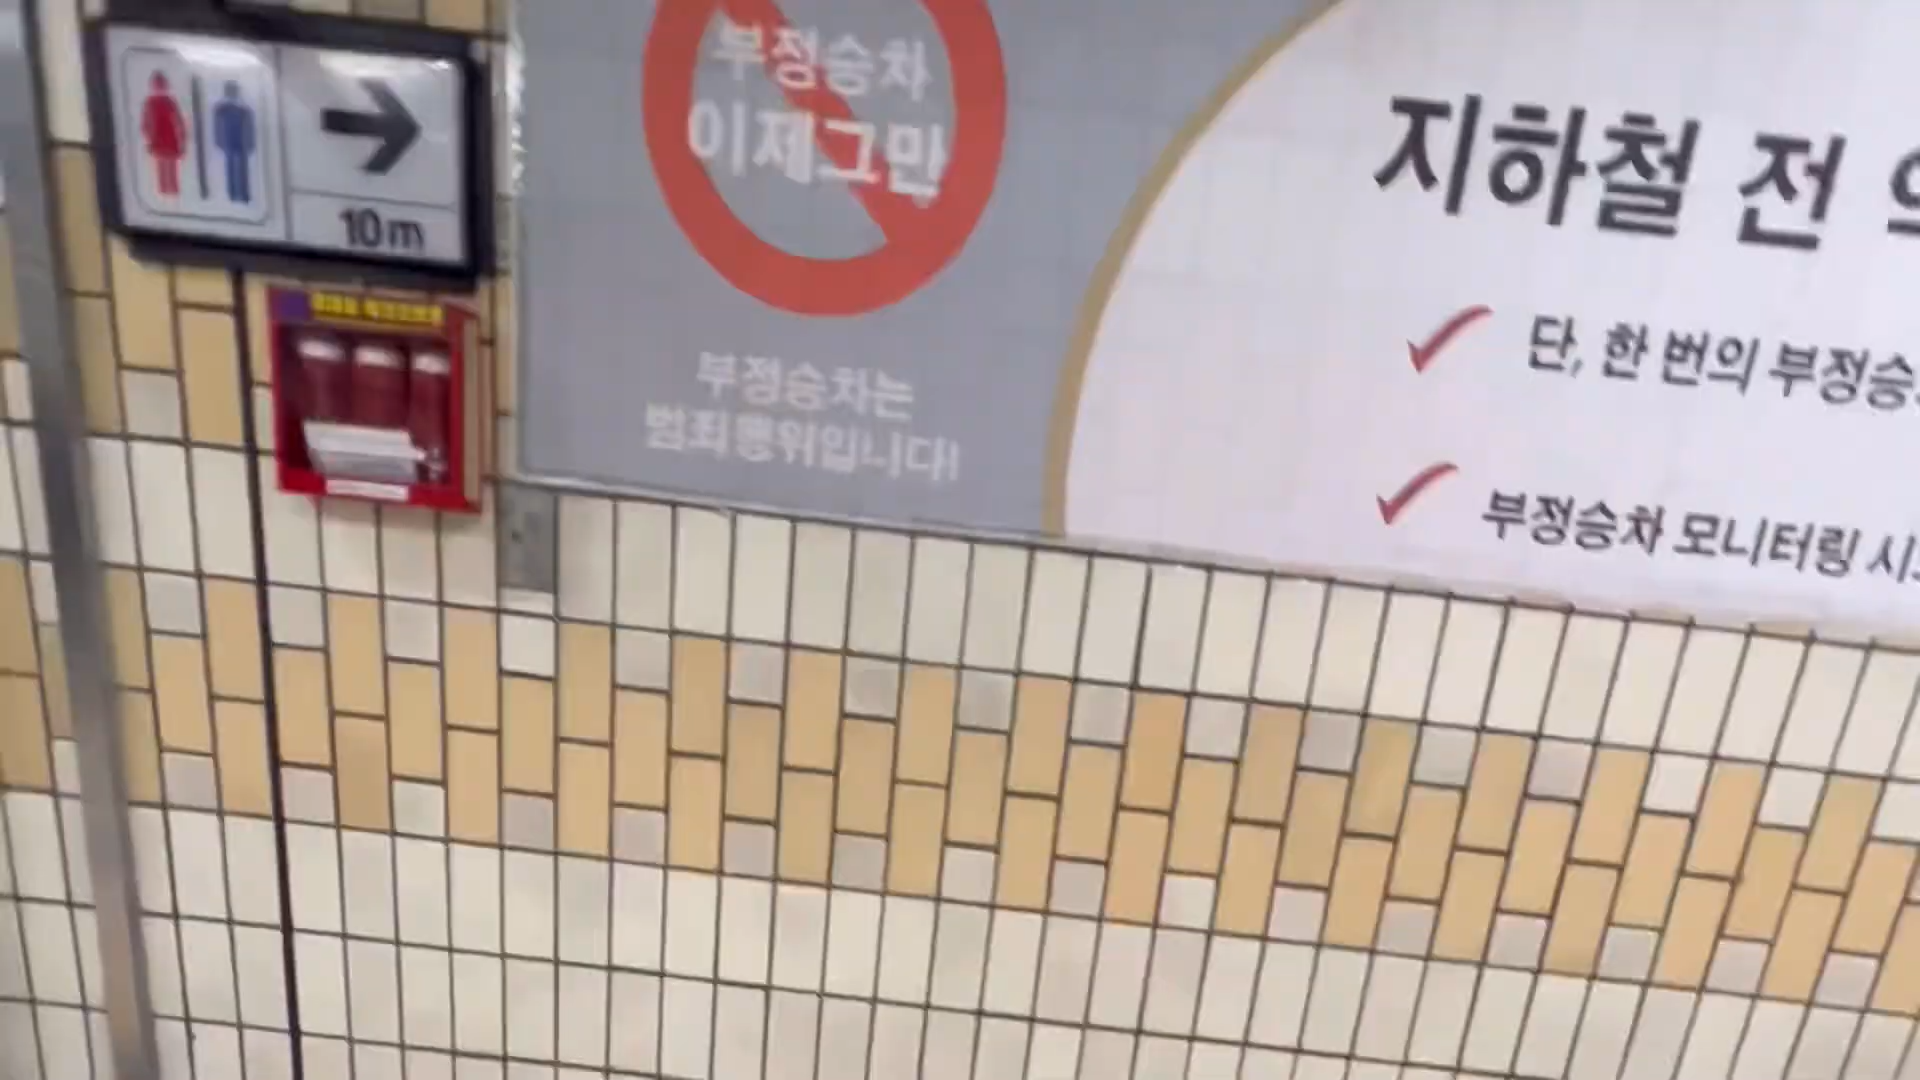 10m
부정승차
이제그만
부정승차는
범죄행위입니다!
지하철 전
단, 한 번의 부정승
부정승차 모니터링 시